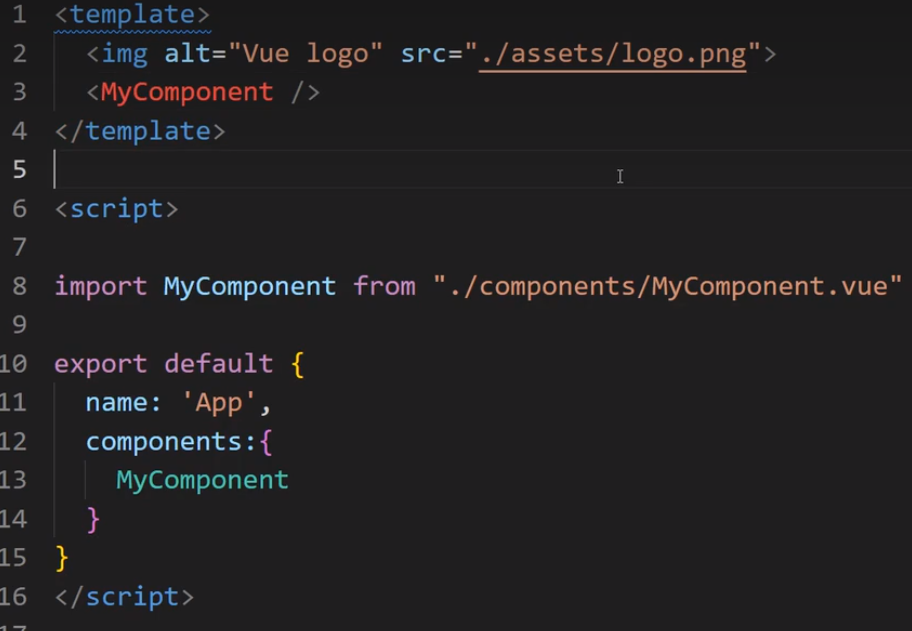 1 <template>
2 <img alt="Vue logo" src="./assets/logo.png">
3 <MyComponent />
4 </template>
5
6 <script>
7
8 import MyComponent from "./components/MyComponent.vue"
9
10 export default {
11 name: 'App',
12 components:{
13 MyComponent
14 }
15 }
16 </script>
17